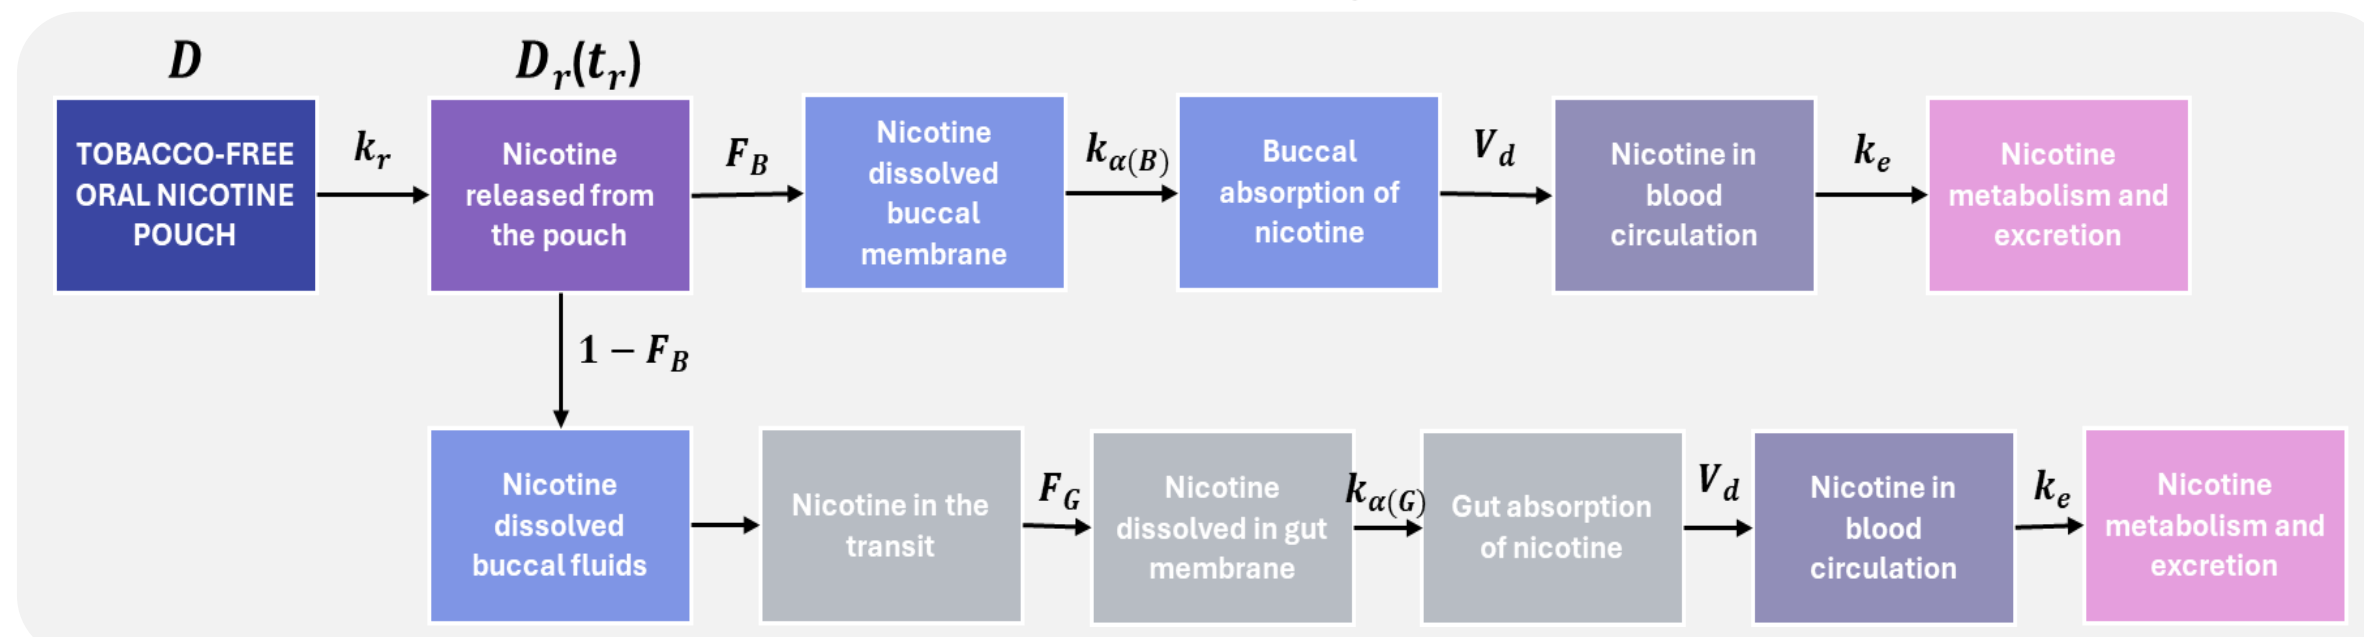 D
D_r(t_r)
TOBACCO-FREE
ORAL NICOTINE
POUCH
k_r
Nicotine
released from
the pouch
F_B
Nicotine
dissolved
buccal
membrane
k_α(B)
Buccal
absorption of
nicotine
V_d
Nicotine in
blood
circulation
k_e
Nicotine
metabolism and
excretion
1 − F_B
Nicotine
dissolved
buccal fluids
Nicotine in the
transit
F_G
Nicotine
dissolved in gut
membrane
k_α(G)
Gut absorption
of nicotine
V_d
Nicotine in
blood
circulation
k_e
Nicotine
metabolism and
excretion